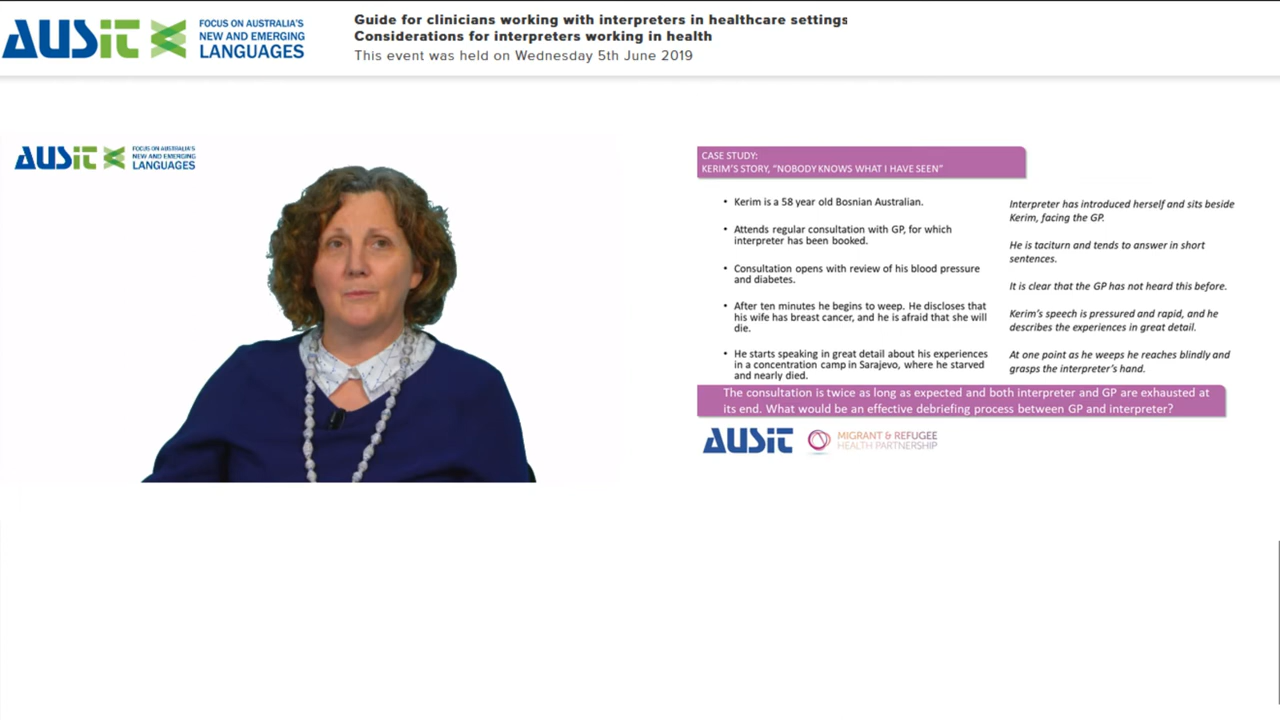 AUSiT
FOCUS ON AUSTRALIA'S
NEW AND EMERGING
LANGUAGES
Guide for clinicians working with interpreters in healthcare settings
Considerations for interpreters working in health
This event was held on Wednesday 5th June 2019
AUSiT
FOCUS ON AUSTRALIA'S
NEW AND EMERGING
LANGUAGES
CASE STUDY:
KERIM'S STORY, "NOBODY KNOWS WHAT I HAVE SEEN"
• Kerim is a 58 year old Bosnian Australian.
• Attends regular consultation with GP, for which
interpreter has been booked.
• Consultation opens with review of his blood pressure
and diabetes.
• After ten minutes he begins to weep. He discloses that
his wife has breast cancer, and he is afraid that she will
die.
• He starts speaking in great detail about his experiences
in a concentration camp in Sarajevo, where he starved
and nearly died.
Interpreter has introduced herself and sits beside
Kerim, facing the GP.
He is taciturn and tends to answer in short
sentences.
It is clear that the GP has not heard this before.
Kerim's speech is pressured and rapid, and he
describes the experiences in great detail.
At one point as he weeps he reaches blindly and
grasps the interpreter's hand.
The consultation is twice as long as expected and both interpreter and GP are exhausted at
its end. What would be an effective debriefing process between GP and interpreter?
AUSiT
MIGRANT & REFUGEE
HEALTH PARTNERSHIP